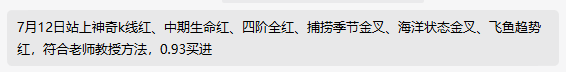 7月12日站上神奇k线红、中期生命红、四阶全红、捕捞季节金叉、海洋状态金叉、飞鱼趋势
红，符合老师教授方法，0.93买进